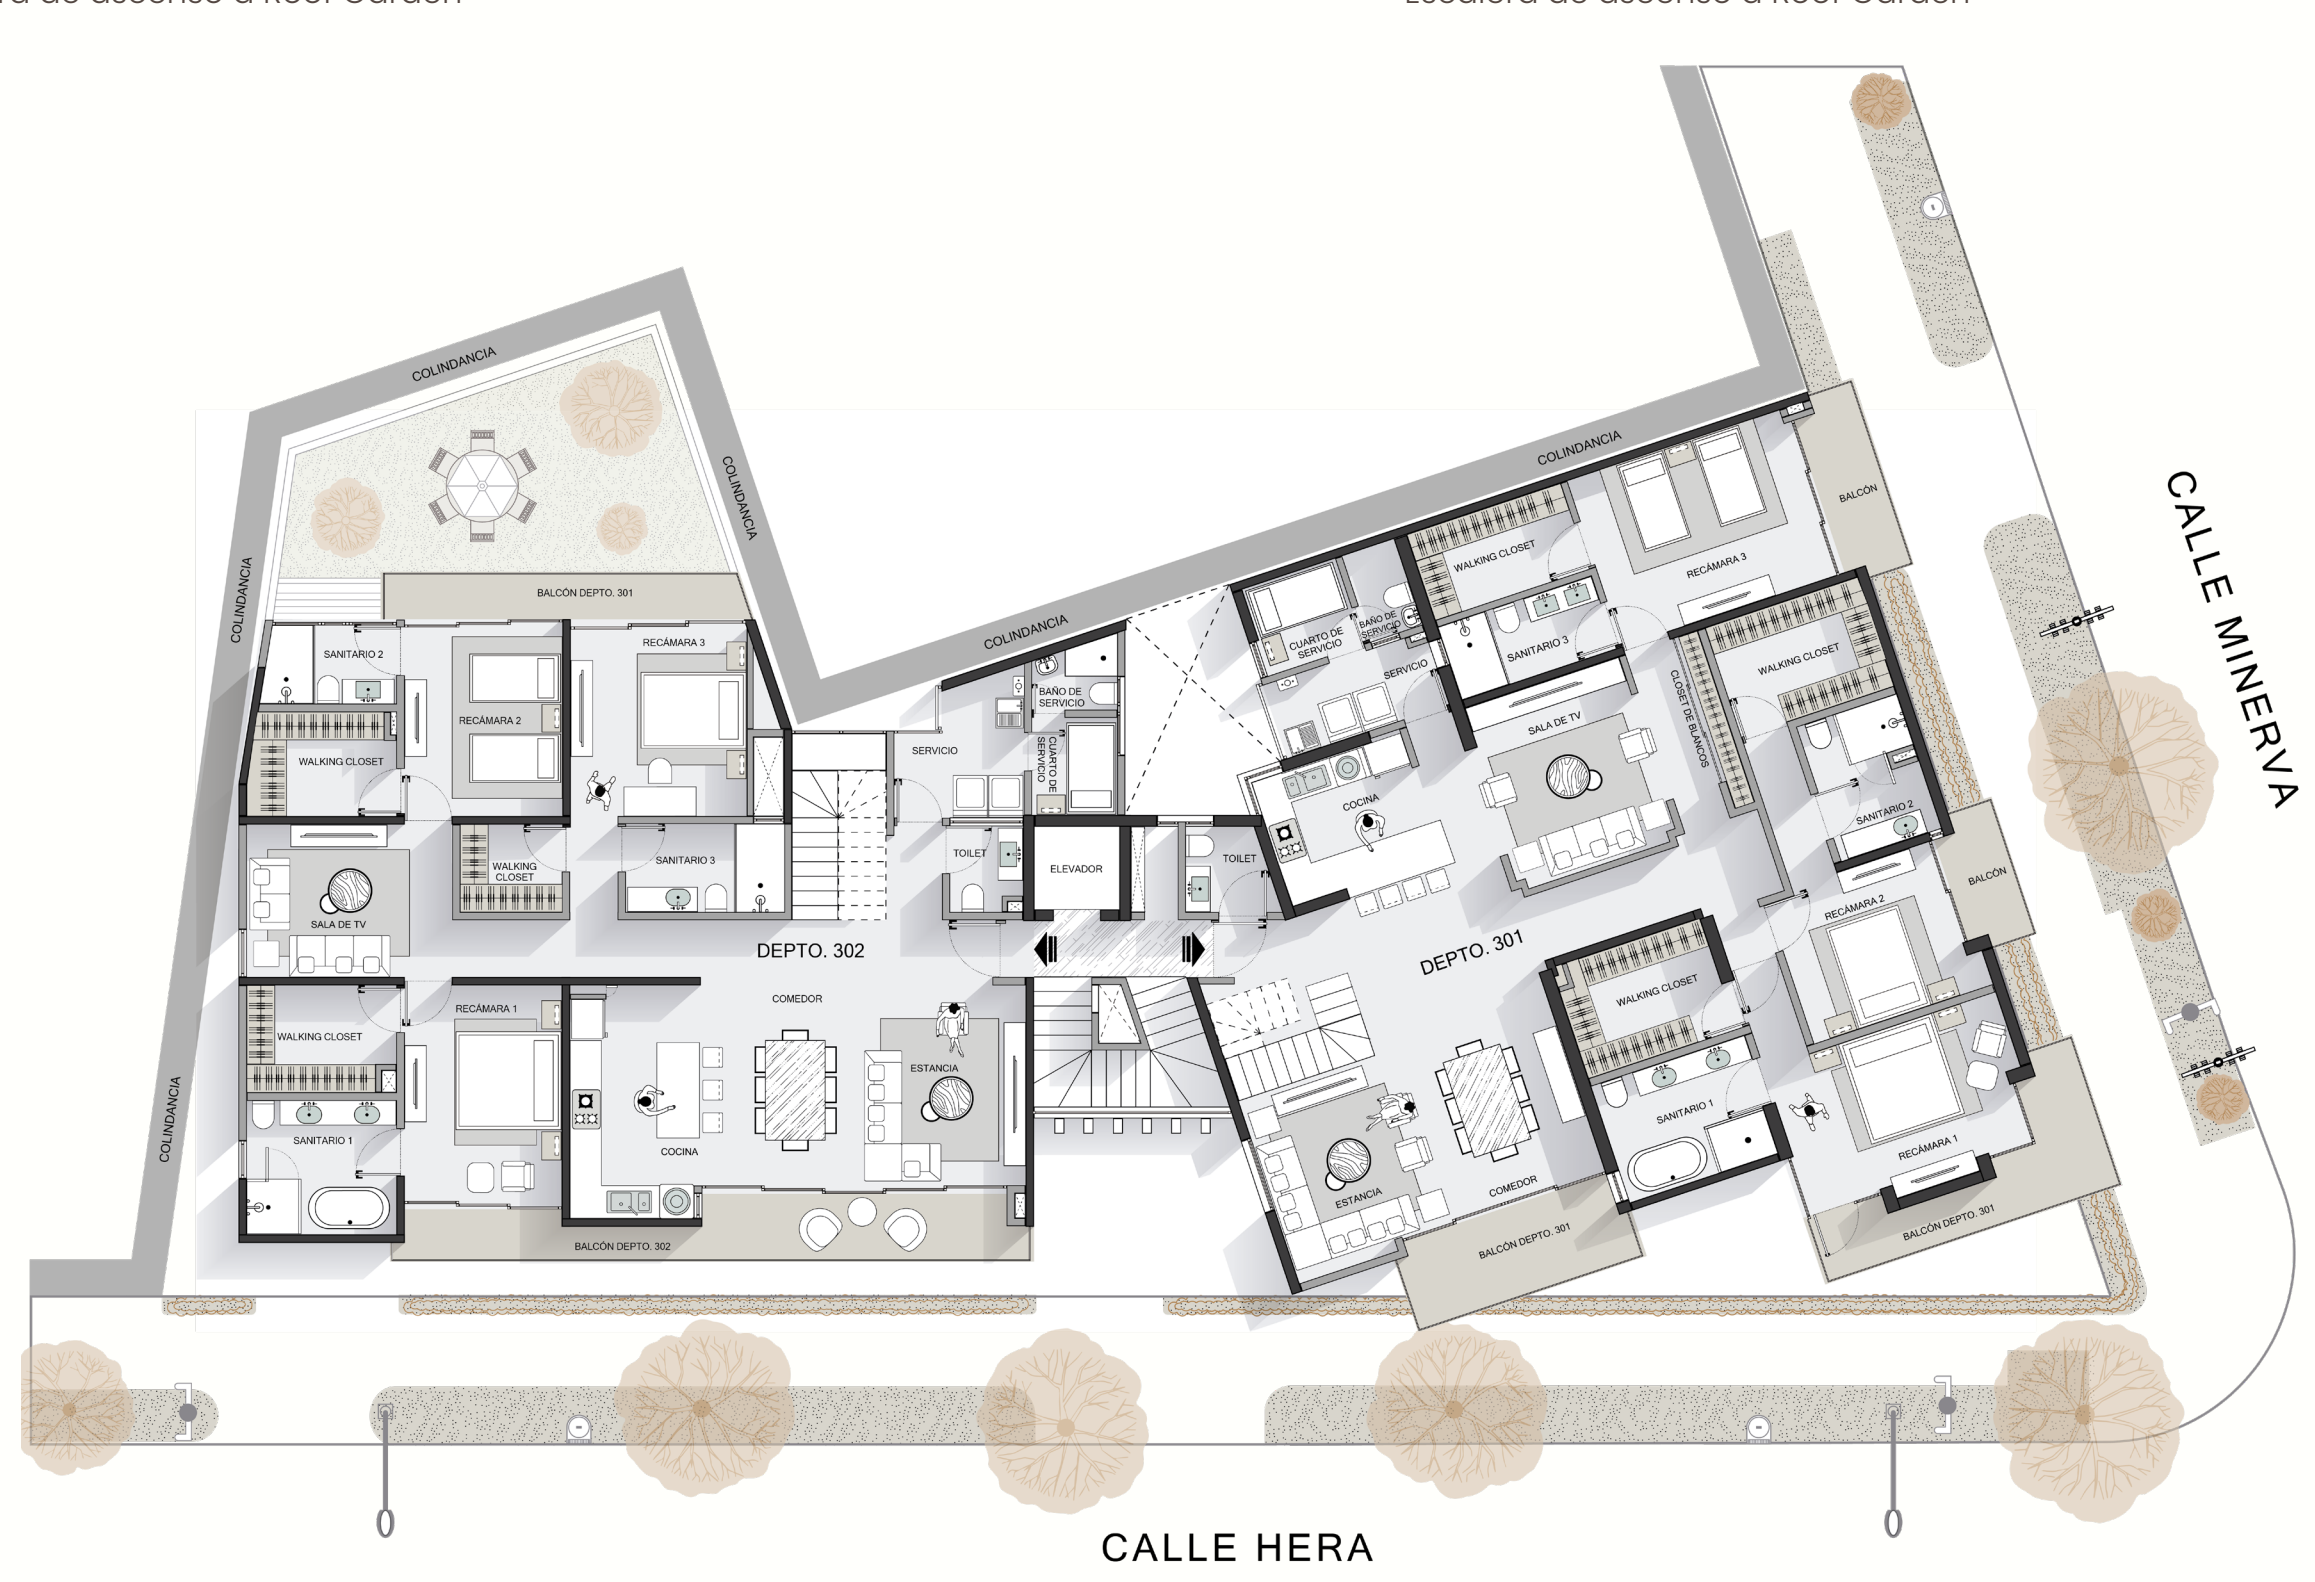 COLINDANCIA
COLINDANCIA
COLINDANCIA
COLINDANCIA
COLINDANCIA
COLINDANCIA
BALCÓN DEPTO. 301
SANITARIO 2
WALKING CLOSET
RECÁMARA 2
RECÁMARA 3
SALA DE TV
WALKING
CLOSET
SANITARIO 3
WALKING CLOSET
RECÁMARA 1
SANITARIO 1
COCINA
COMEDOR
ESTANCIA
BALCÓN DEPTO. 302
DEPTO. 302
SERVICIO
BAÑO DE
SERVICIO
CUARTO DE
SERVICIO
TOILET
ELEVADOR
TOILET
CUARTO DE
SERVICIO
BAÑO DE
SERVICIO
SERVICIO
WALKING CLOSET
SANITARIO 3
RECÁMARA 3
BALCÓN
COCINA
SALA DE TV
CLOSET DE BLANCOS
WALKING CLOSET
SANITARIO 2
BALCÓN
RECÁMARA 2
DEPTO. 301
WALKING CLOSET
SANITARIO 1
RECÁMARA 1
ESTANCIA
COMEDOR
BALCÓN DEPTO. 301
BALCÓN DEPTO. 301
CALLE MINERVA
CALLE HERA